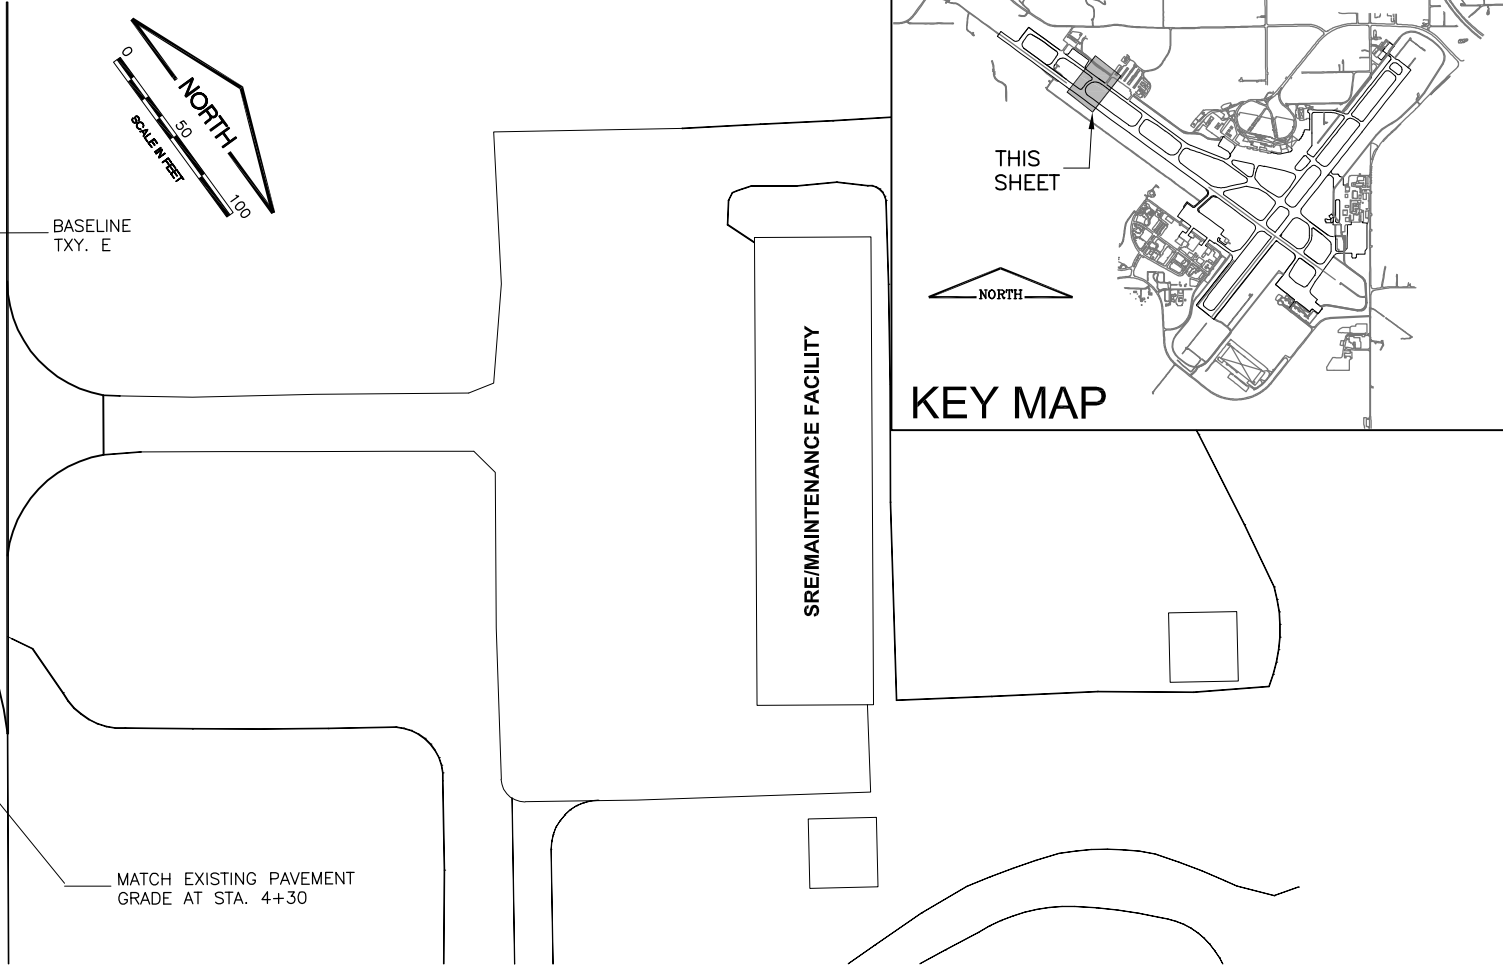 0
50
100
SCALE IN FEET
NORTH
BASELINE
TXY. E
SRE/MAINTENANCE FACILITY
MATCH EXISTING PAVEMENT
GRADE AT STA. 4+30
THIS
SHEET
NORTH
KEY MAP